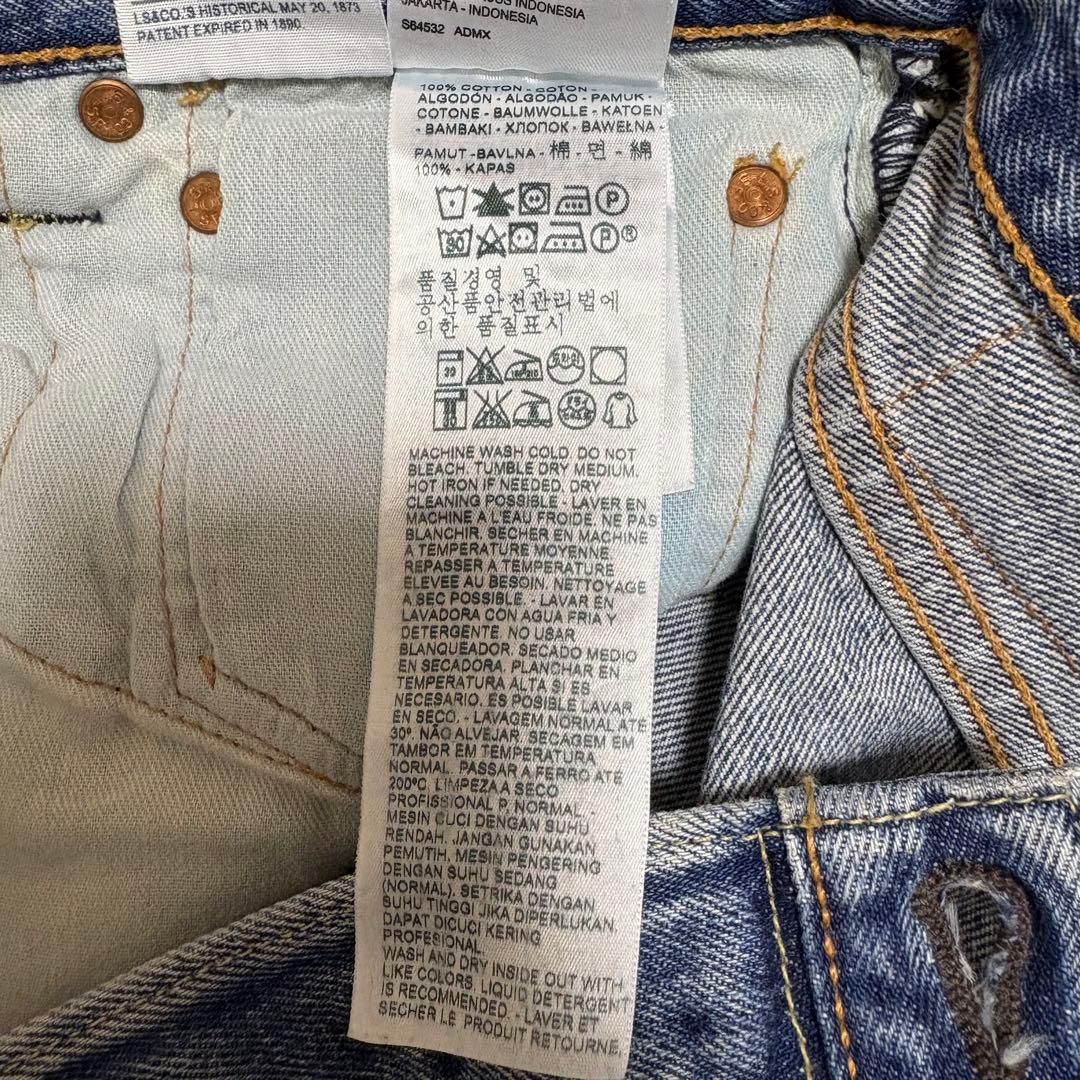 LS&CO.'S HISTORICAL MAY 20, 1873
PATENT EXPIRED IN 1890.
INDONESIA
JAKARTA - INDONESIA
S64532 ADMX
100% COTTON - COTON -
ALGODÓN - ALGODÃO - PAMUK -
COTONE - BAUMWOLLE - KATOEN
- BAMBAKI - ХЛОПОК - BAWEŁNA -
PAMUT -BAVLNA - 棉 - 면 - 綿
100% - KAPAS
P
30 P®
품질경영 및
공산품안전관리법에
의한 품질표시
MACHINE WASH COLD. DO NOT
BLEACH. TUMBLE DRY MEDIUM.
HOT IRON IF NEEDED. DRY
CLEANING POSSIBLE - LAVER EN
MACHINE A L'EAU FROIDE. NE PAS
BLANCHIR. SECHER EN MACHINE
A TEMPERATURE MOYENNE
REPASSER A TEMPERATURE
ELEVEE AU BESOIN. NETTOYAGE
A SEC POSSIBLE. - LAVAR EN
LAVADORA CON AGUA FRIA Y
DETERGENTE. NO USAR
BLANQUEADOR. SECADO MEDIO
EN SECADORA. PLANCHAR EN
TEMPERATURA ALTA SI ES
NECESARIO. ES POSIBLE LAVAR
EN SECO. - LAVAGEM NORMAL ATE
30º. NÃO ALVEJAR. SECAGEM EM
TAMBOR EM TEMPERATURA
NORMAL. PASSAR A FERRO ATE
200ºC. LIMPEZA A SECO
PROFISSIONAL P. NORMAL. -
MESIN CUCI DENGAN SUHU
RENDAH. JANGAN GUNAKAN
PEMUTIH. MESIN PENGERING
DENGAN SUHU SEDANG
(NORMAL). SETRIKA DENGAN
SUHU TINGGI JIKA DIPERLUKAN.
DAPAT DICUCI KERING
PROFESIONAL.
WASH AND DRY INSIDE OUT WITH
LIKE COLORS. LIQUID DETERGENT
IS RECOMMENDED. - LAVER ET
SECHER LE PRODUIT RETOURNE,